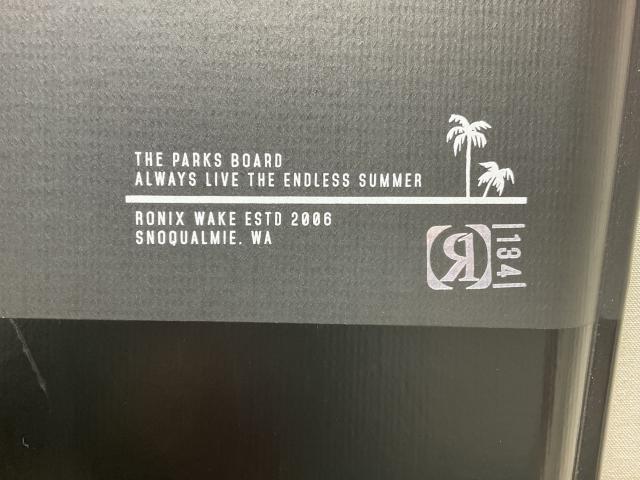 THE PARKS BOARD
ALWAYS LIVE THE ENDLESS SUMMER
RONIX WAKE ESTD 2006
SNOQUALMIE, WA
R
|134|